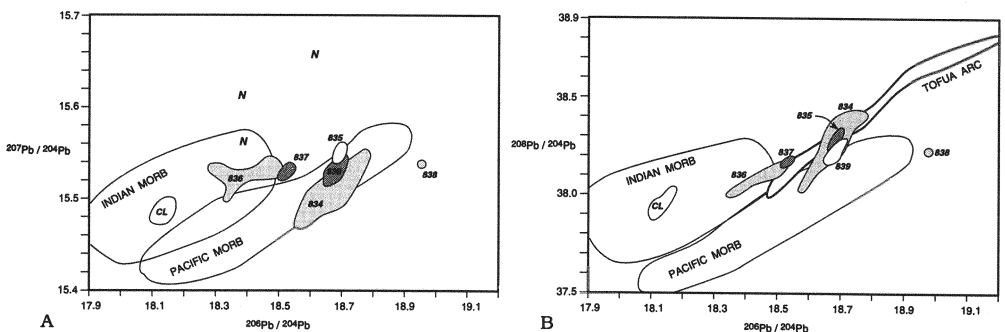 15.7
15.6
15.5
15.4
207Pb / 204Pb
17.9 18.1 18.3 18.5 18.7 18.9 19.1
206Pb / 204Pb
A
N
N
N
INDIAN MORB
CL
836
837
835
834
838
PACIFIC MORB
38.9
38.5
38.0
37.5
208Pb / 204Pb
17.9 18.1 18.3 18.5 18.7 18.9 19.1
206Pb / 204Pb
B
TOFUA ARC
834
835
837
836
839
838
INDIAN MORB
CL
PACIFIC MORB